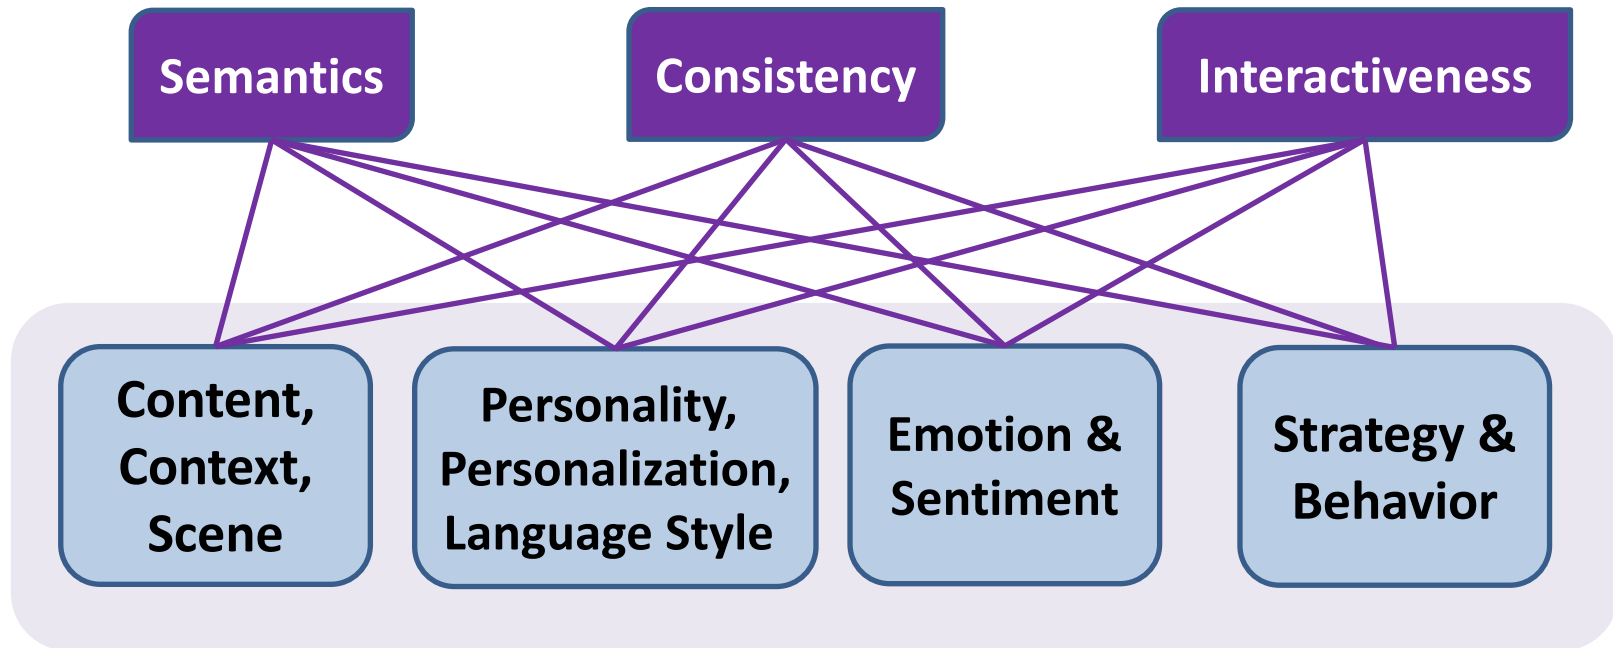 Semantics
Consistency
Interactiveness
Content,
Context,
Scene
Personality,
Personalization,
Language Style
Emotion &
Sentiment
Strategy &
Behavior